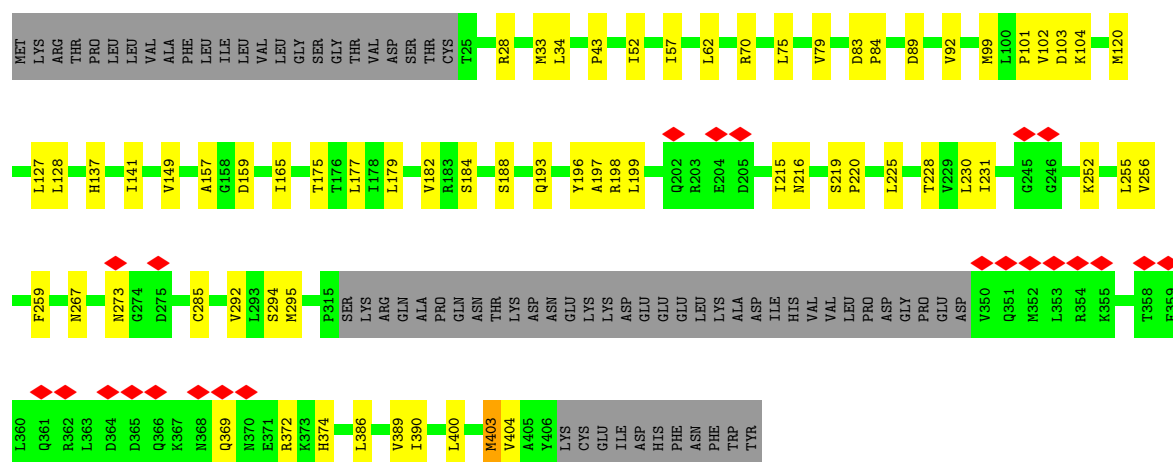 MET LYS ARG THR PRO LEU LEU VAL ALA PHE LEU ILE LEU VAL LEU GLY SER GLY THR VAL ASP SER THR CYS T25 R28 M33 L34 P43 I52 I57 L62 R70 L75 V79 D83 P84 D89 V92 M99 L100 P101 V102 D103 K104 M120
L127 L128 H137 I141 V149 A157 G158 D159 I165 T175 T176 L177 I178 L179 V182 R183 S184 S188 Q193 Y196 A197 R198 L199 Q202 R203 E204 D205 I215 N216 S219 P220 L225 T228 V229 L230 I231 G245 G246 K252 L255 V256
F259 N267 N273 G274 D275 C285 V292 L293 S294 M295 P315 SER LYS ARG GLN ALA PRO GLN ASN THR LYS ASP ASN GLU LYS LYS ASP GLU GLU GLU LEU LYS ALA ASP ILE HIS VAL VAL LEU PRO ASP GLY PRO GLU ASP V350 Q351 M352 L353 R354 K355 T358
L360 Q361 R362 L363 D364 D365 Q366 K367 N368 Q369 N370 E371 R372 K373 H374 L386 V389 I390 L400 M403 V404 A405 Y406 LYS CYS GLU ILE ASP HIS PHE ASN PHE TRP TYR